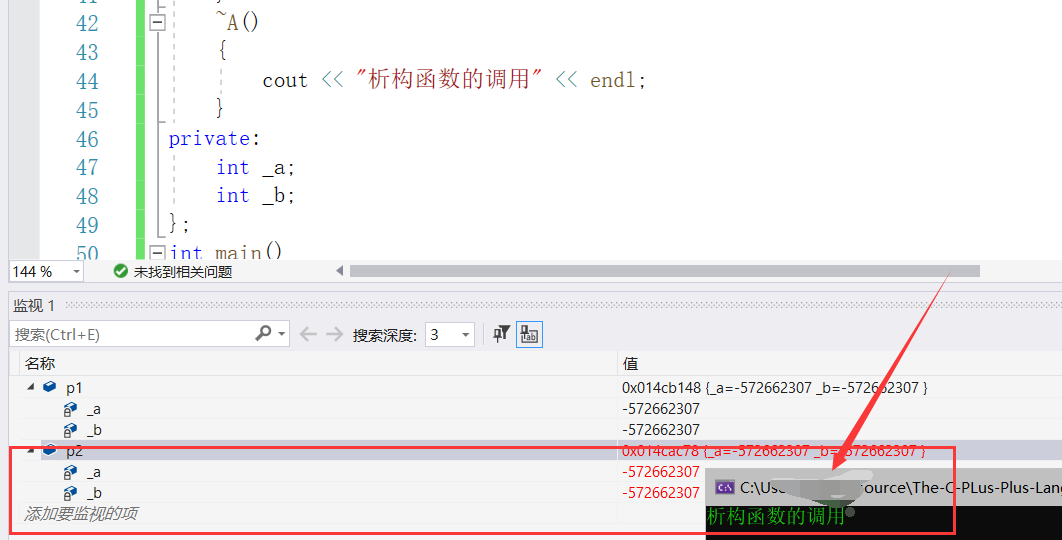 41 }
42 ~A()
43 {
44 cout << "析构函数的调用" << endl;
45 }
46 private:
47 int _a;
48 int _b;
49 };
50 int main()
144 % 未找到相关问题
监视 1
搜索(Ctrl+E) 搜索深度: 3
名称 值
p1 0x014cb148 {_a=-572662307 _b=-572662307 }
_a -572662307
_b -572662307
p2 0x014cac78 {_a=-572662307 _b=-572662307 }
_a -572662307
_b -572662307
添加要监视的项
C:\Use ource\The-C-PLus-Plus-Lang
析构函数的调用